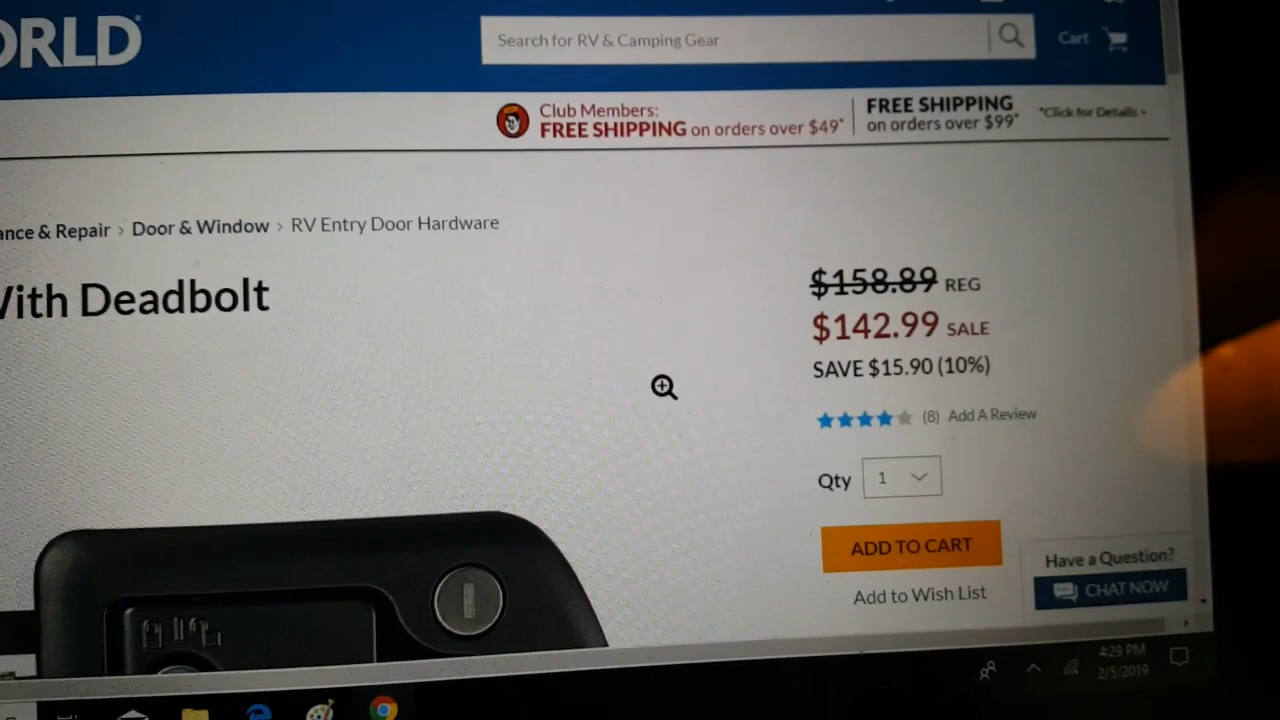 ORLD
Search for RV & Camping Gear
Cart
Club Members:
FREE SHIPPING on orders over $49*
FREE SHIPPING
on orders over $99*
*Click for Details >
ance & Repair > Door & Window > RV Entry Door Hardware
With Deadbolt
$158.89 REG
$142.99 SALE
SAVE $15.90 (10%)
(8) Add A Review
Qty 1
ADD TO CART
Add to Wish List
Have a Question?
CHAT NOW
4:29 PM
2/5/2019